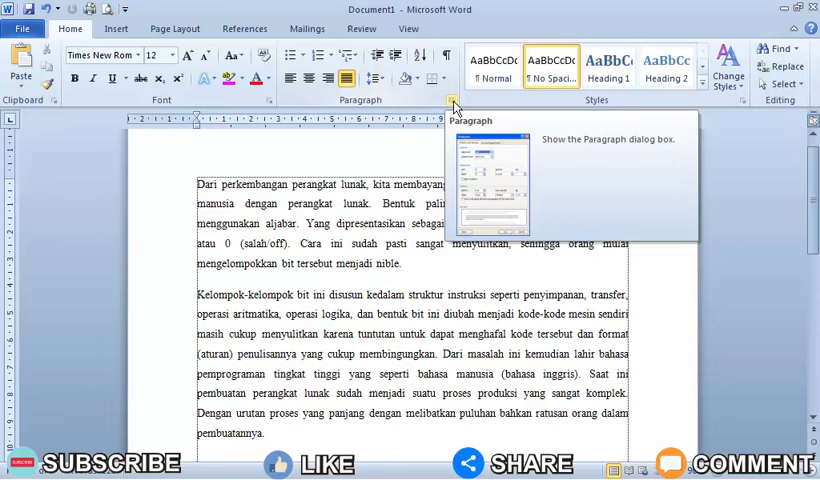 Document1 - Microsoft Word
File Home Insert Page Layout References Mailings Review View
Paste
Times New Rom 12 Aa
B I U abc x₂ x² A ab A
AaBbCcDc AaBbCcDc AaBbCc AaBbCc
¶ Normal ¶ No Spaci... Heading 1 Heading 2
Change
Styles
Find
Replace
Select
Clipboard Font Paragraph Styles Editing
Paragraph
Show the Paragraph dialog box.
Dari perkembangan perangkat lunak, kita membayang
manusia dengan perangkat lunak. Bentuk
menggunakan aljabar. Yang dipresentasikan sebagai
atau 0 (salah/off). Cara ini sudah pasti sangat menyulitkan, sehingga orang mulai
mengelompokkan bit tersebut menjadi nible.
Kelompok-kelompok bit ini disusun kedalam struktur instruksi seperti penyimpanan, transfer,
operasi aritmatika, operasi logika, dan bentuk bit ini diubah menjadi kode-kode mesin sendiri
masih cukup menyulitkan karena tuntutan untuk dapat menghafal kode tersebut dan format
(aturan) penulisannya yang cukup membingungkan. Dari masalah ini kemudian lahir bahasa
pemprograman tingkat tinggi yang seperti bahasa manusia (bahasa inggris). Saat ini
pembuatan perangkat lunak sudah menjadi suatu proses produksi yang sangat komplek.
Dengan urutan proses yang panjang dengan melibatkan puluhan bahkan ratusan orang dalam
pembuatannya.
SUBSCRIBE LIKE SHARE COMMENT